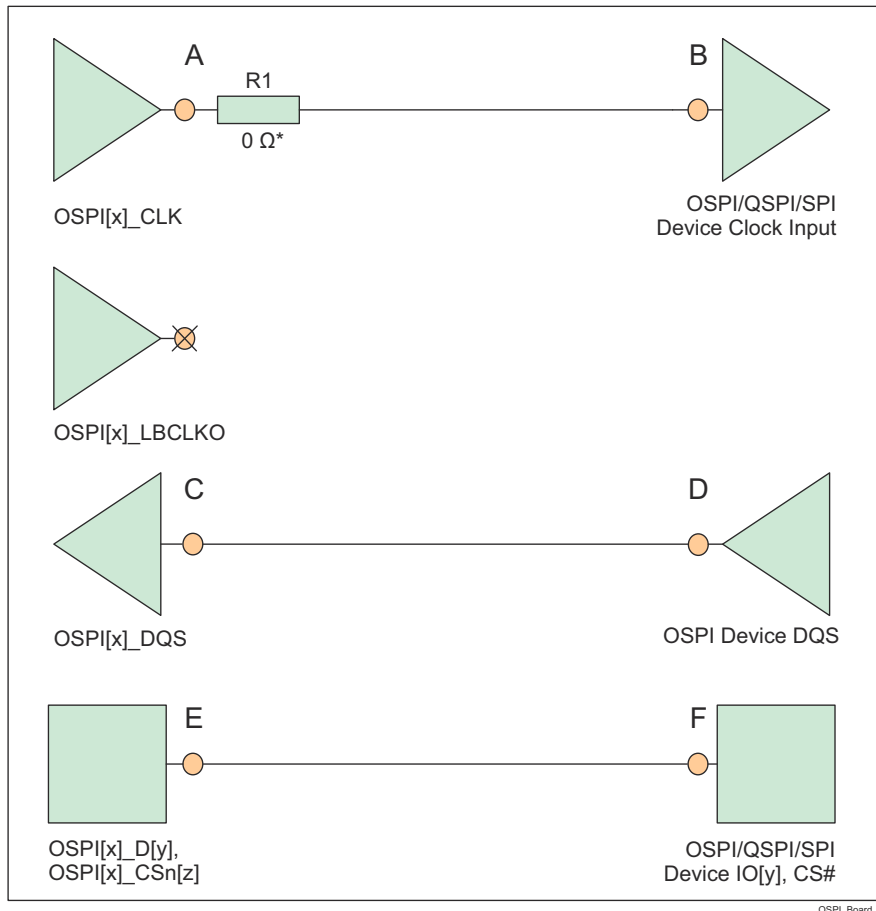 A
B
R1
0 Ω*
OSPI[x]_CLK
OSPI/QSPI/SPI
Device Clock Input
OSPI[x]_LBCLKO
C
D
OSPI[x]_DQS
OSPI Device DQS
E
F
OSPI[x]_D[y],
OSPI[x]_CSn[z]
OSPI/QSPI/SPI
Device IO[y], CS#
OSPI_Board